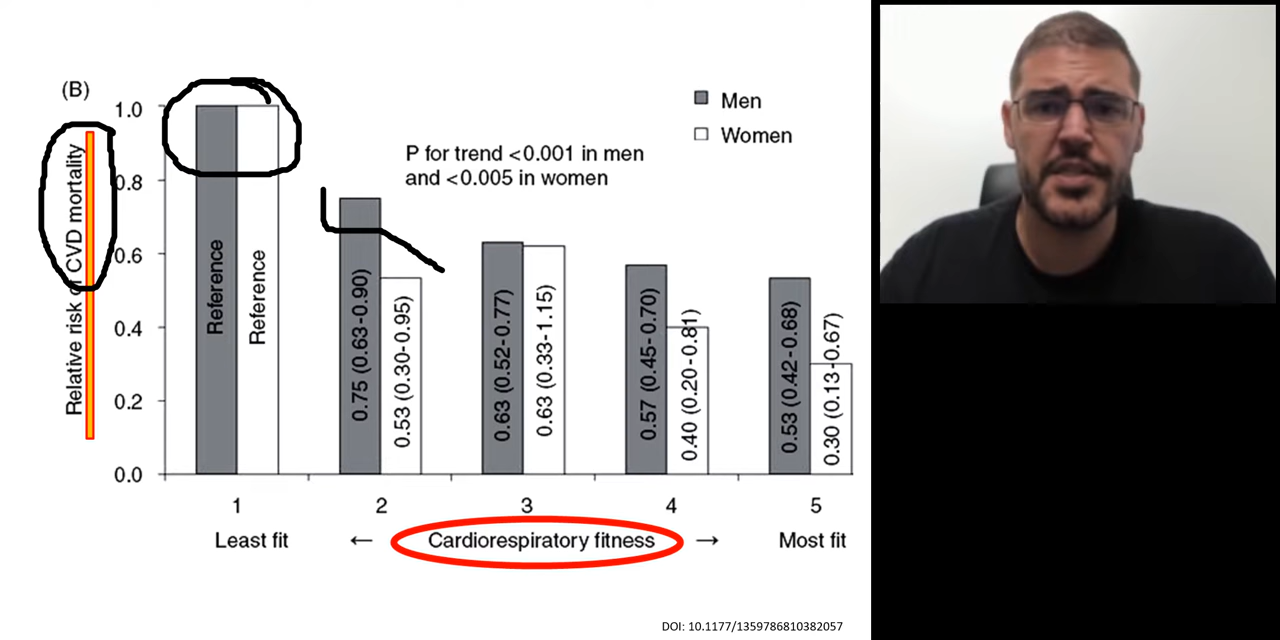 (B)
Relative risk of CVD mortality
1.0
0.8
0.6
0.4
0.2
0.0
Men
Women
P for trend <0.001 in men
and <0.005 in women
Reference
Reference
0.75 (0.63-0.90)
0.53 (0.30-0.95)
0.63 (0.52-0.77)
0.63 (0.33-1.15)
0.57 (0.45-0.70)
0.40 (0.20-0.81)
0.53 (0.42-0.68)
0.30 (0.13-0.67)
1 2 3 4 5
Least fit ← Cardiorespiratory fitness → Most fit
DOI: 10.1177/1359786810382057